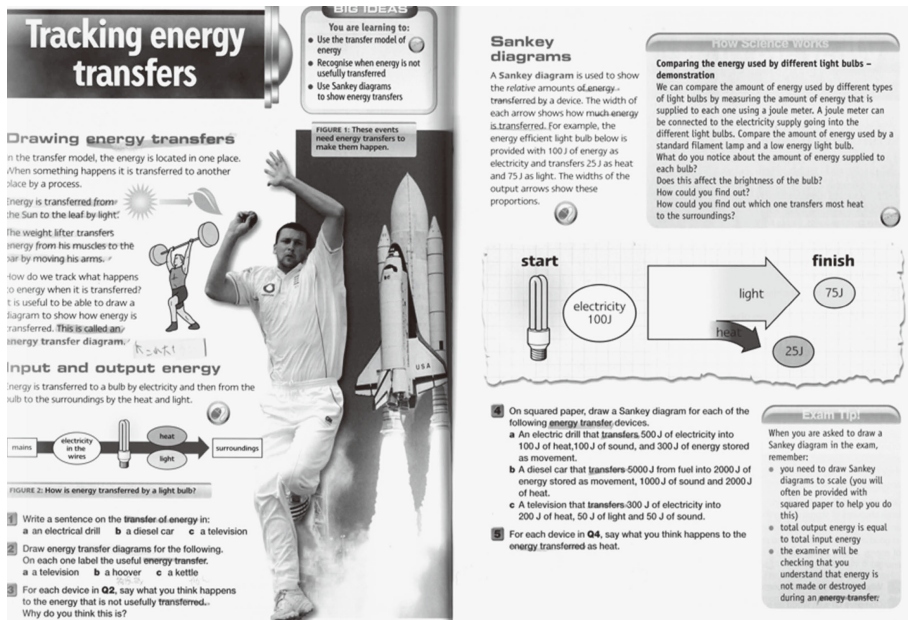 Tracking energy
transfers
BIG IDEAS
You are learning to:
● Use the transfer model of
energy
● Recognise when energy is not
usefully transferred
● Use Sankey diagrams
to show energy transfers
Drawing energy transfers
In the transfer model, the energy is located in one place.
When something happens it is transferred to another
place by a process.
Energy is transferred from
the Sun to the leaf by light.
The weight lifter transfers
energy from his muscles to the
bar by moving his arms.
How do we track what happens
to energy when it is transferred?
It is useful to be able to draw a
diagram to show how energy is
transferred. This is called an
energy transfer diagram.
FIGURE 1: These events
need energy transfers to
make them happen.
USA
Input and output energy
Energy is transferred to a bulb by electricity and then from the
bulb to the surroundings by the heat and light.
mains
electricity
in the
wires
heat
light
surroundings
FIGURE 2: How is energy transferred by a light bulb?
1 Write a sentence on the transfer of energy in:
a an electrical drill b a diesel car c a television
2 Draw energy transfer diagrams for the following.
On each one label the useful energy transfer.
a a television b a hoover c a kettle
3 For each device in Q2, say what you think happens
to the energy that is not usefully transferred.
Why do you think this is?
Sankey
diagrams
A Sankey diagram is used to show
the relative amounts of energy
transferred by a device. The width of
each arrow shows how much energy
is transferred. For example, the
energy efficient light bulb below is
provided with 100 J of energy as
electricity and transfers 25 J as heat
and 75 J as light. The widths of the
output arrows show these
proportions.
How Science Works
Comparing the energy used by different light bulbs –
demonstration
We can compare the amount of energy used by different types
of light bulbs by measuring the amount of energy that is
supplied to each one using a joule meter. A joule meter can
be connected to the electricity supply going into the
different light bulbs. Compare the amount of energy used by a
standard filament lamp and a low energy light bulb.
What do you notice about the amount of energy supplied to
each bulb?
Does this affect the brightness of the bulb?
How could you find out?
How could you find out which one transfers most heat
to the surroundings?
start
finish
electricity
100J
light
75J
heat
25J
4 On squared paper, draw a Sankey diagram for each of the
following energy transfer devices.
a An electric drill that transfers 500 J of electricity into
100 J of heat,100 J of sound, and 300 J of energy stored
as movement.
b A diesel car that transfers 5000 J from fuel into 2000 J of
energy stored as movement, 1000 J of sound and 2000 J
of heat.
c A television that transfers 300 J of electricity into
200 J of heat, 50 J of light and 50 J of sound.
5 For each device in Q4, say what you think happens to the
energy transferred as heat.
Exam Tip!
When you are asked to draw a
Sankey diagram in the exam,
remember:
● you need to draw Sankey
diagrams to scale (you will
often be provided with
squared paper to help you do
this)
● total output energy is equal
to total input energy
● the examiner will be
checking that you
understand that energy is
not made or destroyed
during an energy transfer.